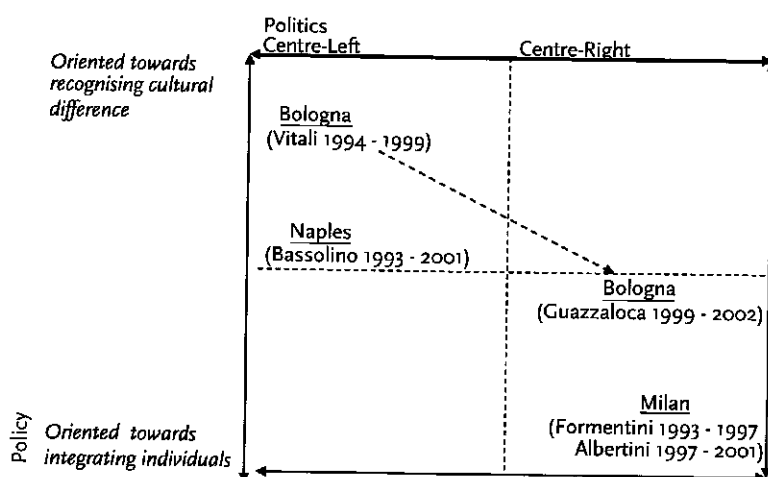 Politics
Centre-Left
Centre-Right
Oriented towards
recognising cultural
difference
Bologna
(Vitali 1994 - 1999)
Naples
(Bassolino 1993 - 2001)
Bologna
(Guazzaloca 1999 - 2002)
Milan
(Formentini 1993 - 1997
Albertini 1997 - 2001)
Policy
Oriented towards
integrating individuals